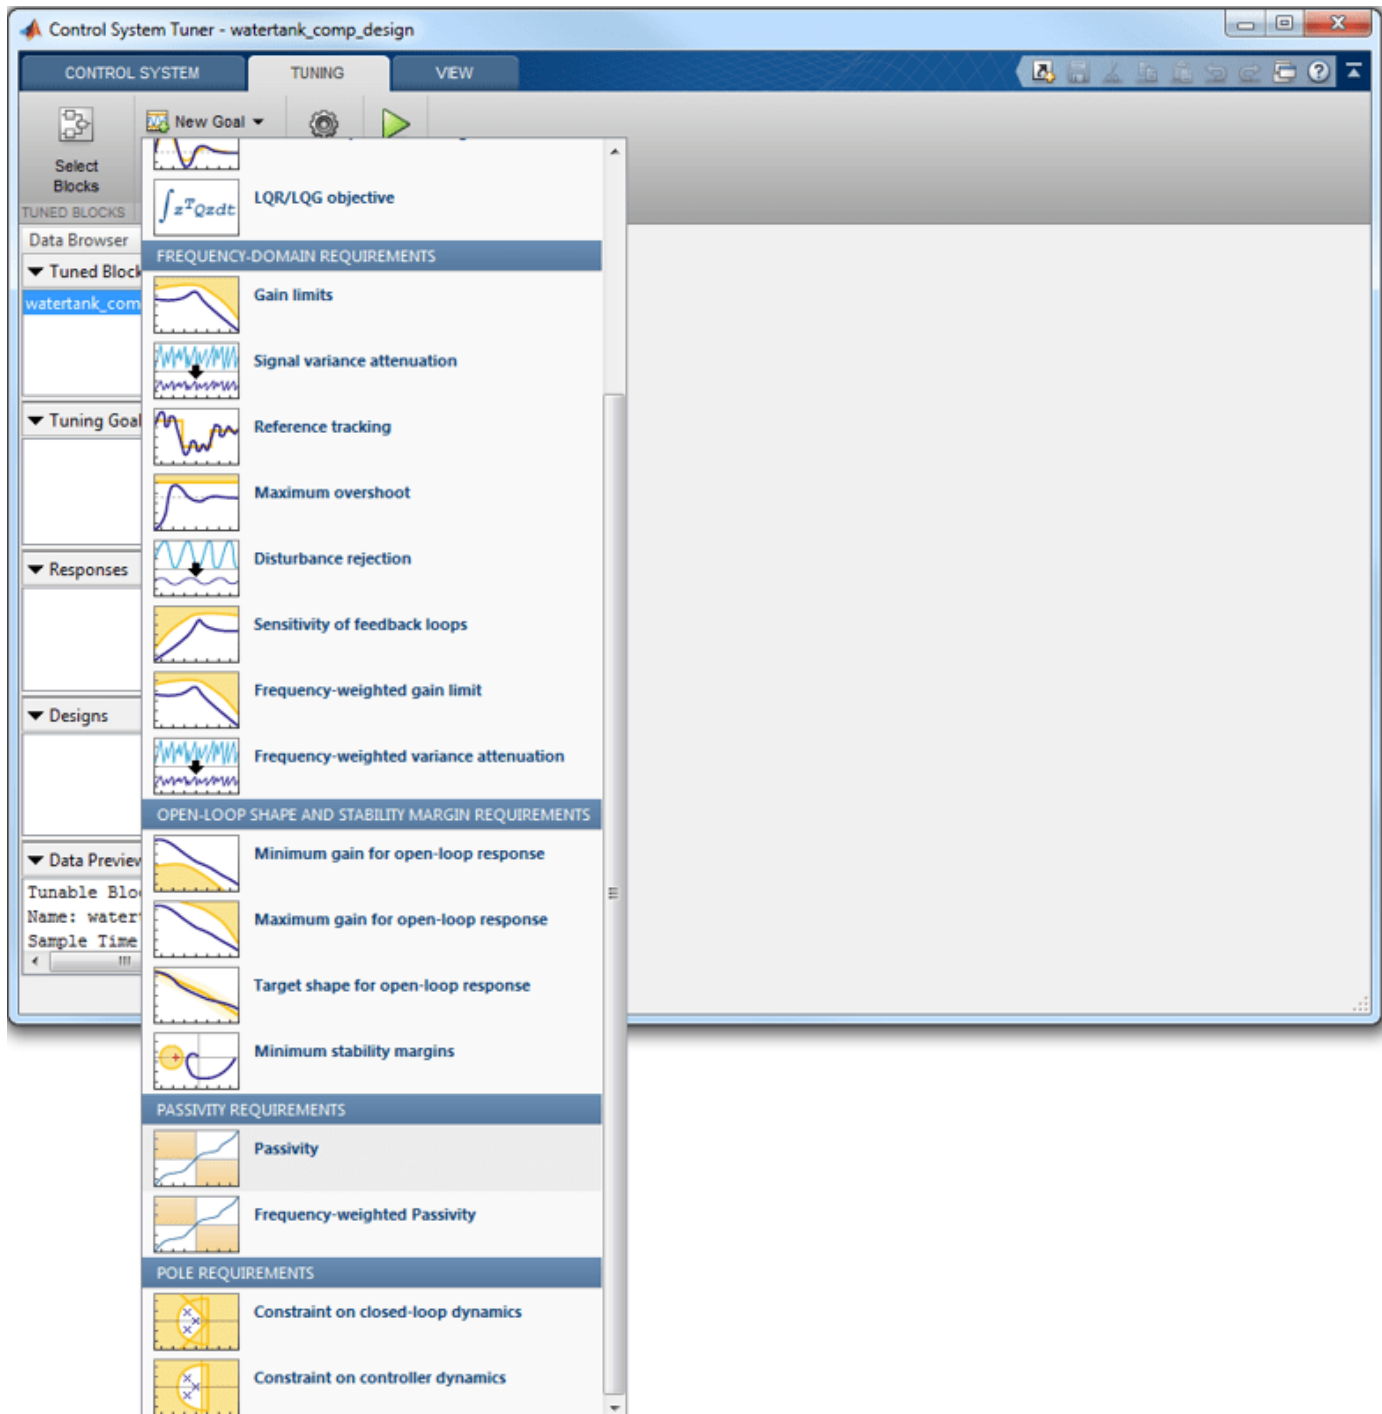 Control System Tuner - watertank_comp_design
CONTROL SYSTEM
TUNING
VIEW
New Goal
Select
Blocks
TUNED BLOCKS
Data Browser
Tuned Block
watertank_com
Tuning Goal
Responses
Designs
Data Preview
Tunable Blo
Name: water
Sample Time
∫ z^T Qzdt
LQR/LQG objective
FREQUENCY-DOMAIN REQUIREMENTS
Gain limits
Signal variance attenuation
Reference tracking
Maximum overshoot
Disturbance rejection
Sensitivity of feedback loops
Frequency-weighted gain limit
Frequency-weighted variance attenuation
OPEN-LOOP SHAPE AND STABILITY MARGIN REQUIREMENTS
Minimum gain for open-loop response
Maximum gain for open-loop response
Target shape for open-loop response
Minimum stability margins
PASSIVITY REQUIREMENTS
Passivity
Frequency-weighted Passivity
POLE REQUIREMENTS
Constraint on closed-loop dynamics
Constraint on controller dynamics